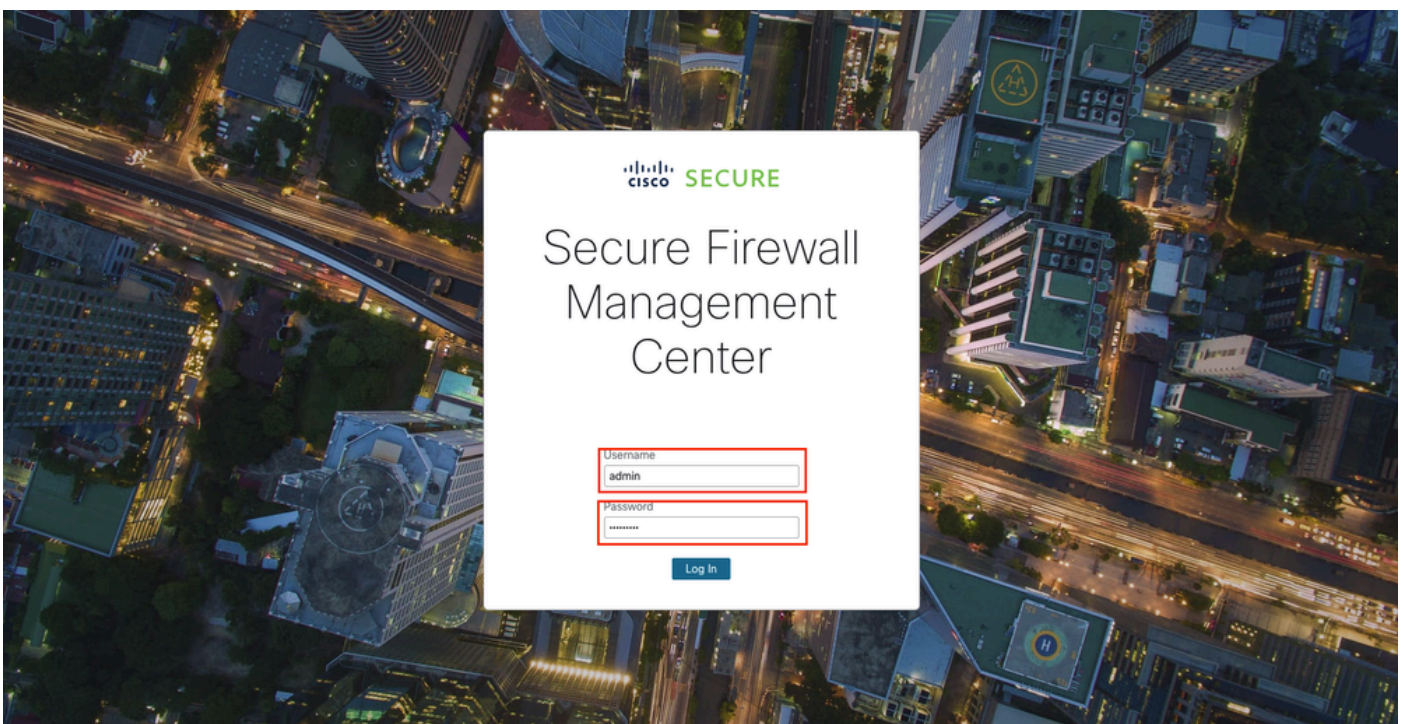 CISCO SECURE
Secure Firewall
Management
Center
Username
admin
Password
Log In
H